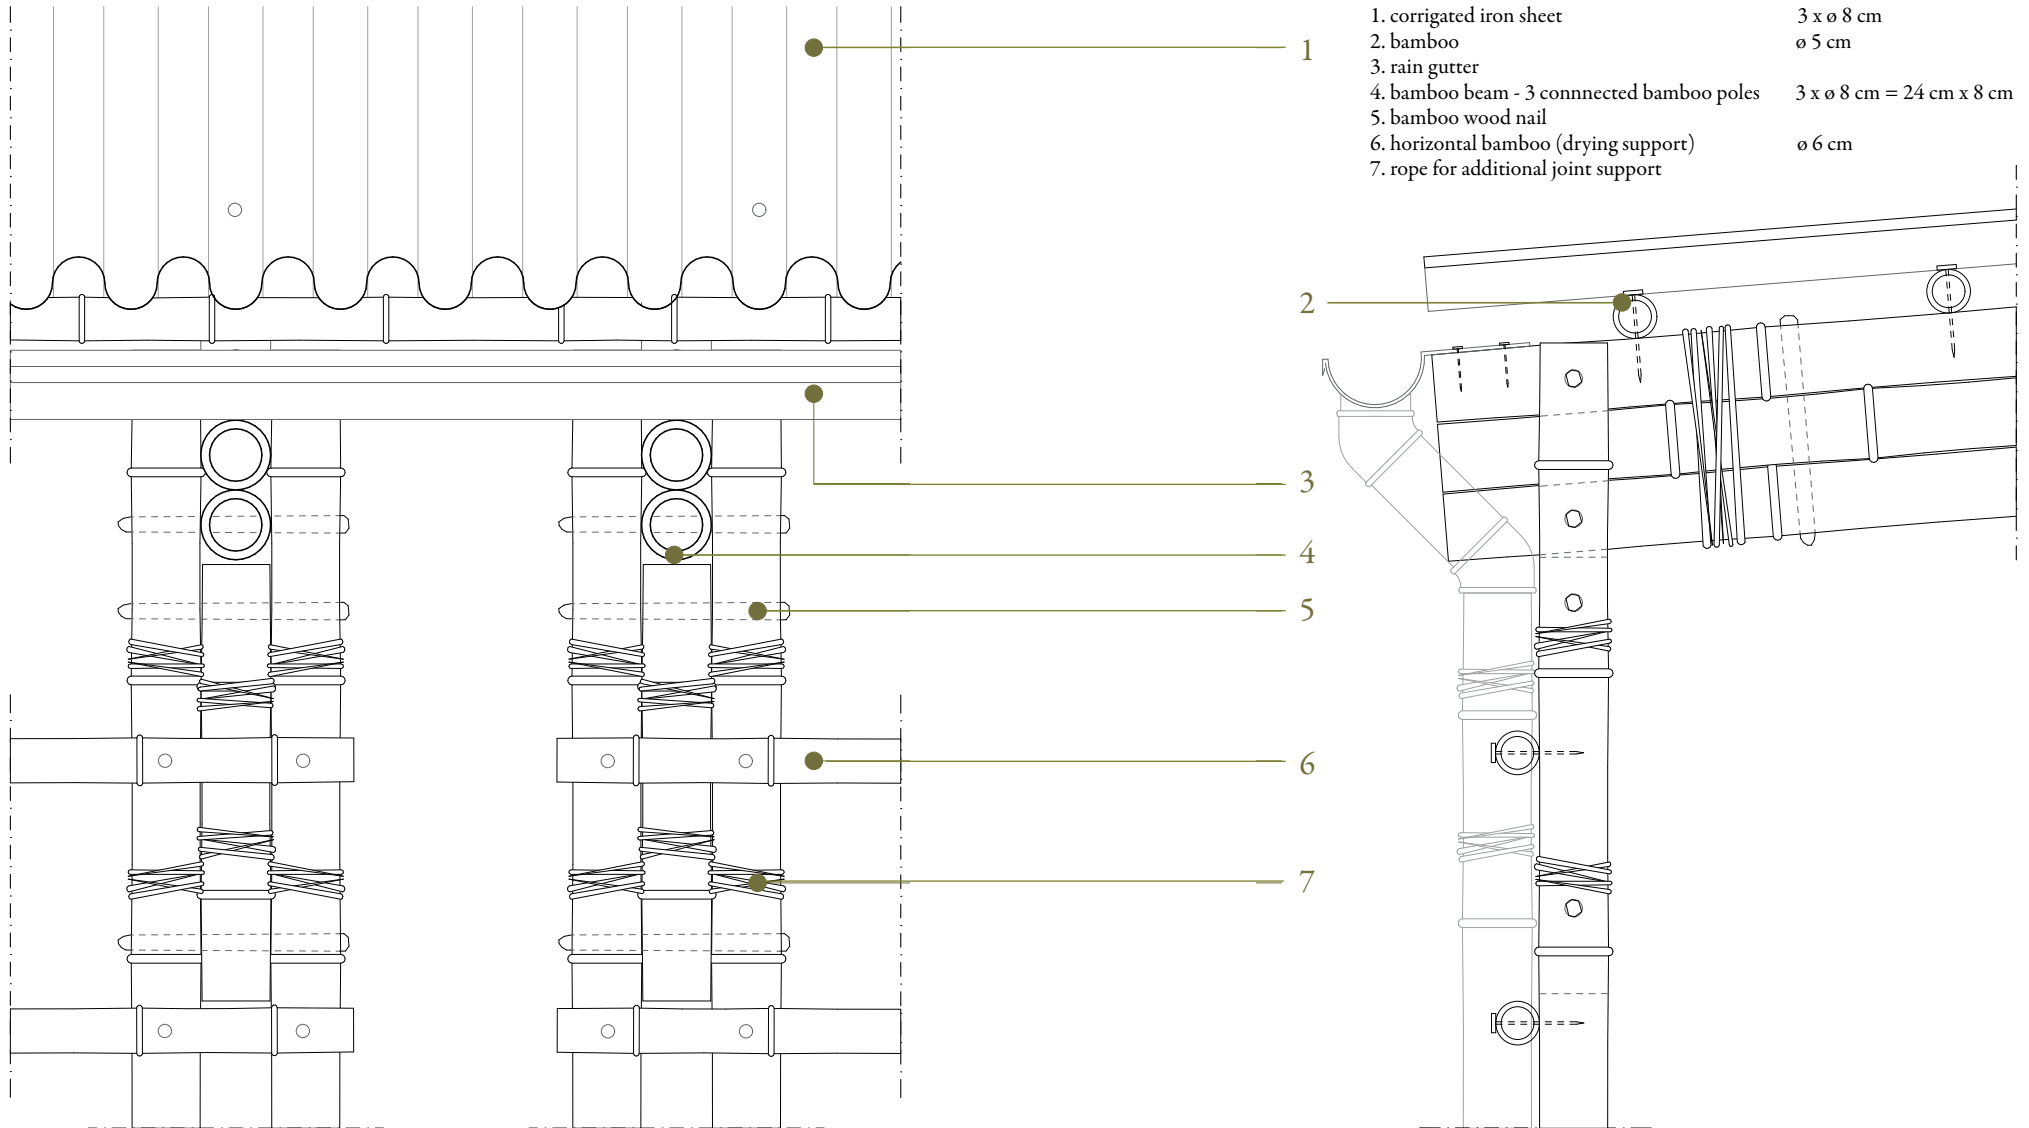 1. corrigated iron sheet 3 x ø 8 cm
2. bamboo ø 5 cm
3. rain gutter
4. bamboo beam - 3 connnected bamboo poles 3 x ø 8 cm = 24 cm x 8 cm
5. bamboo wood nail
6. horizontal bamboo (drying support) ø 6 cm
7. rope for additional joint support
1
2
3
4
5
6
7